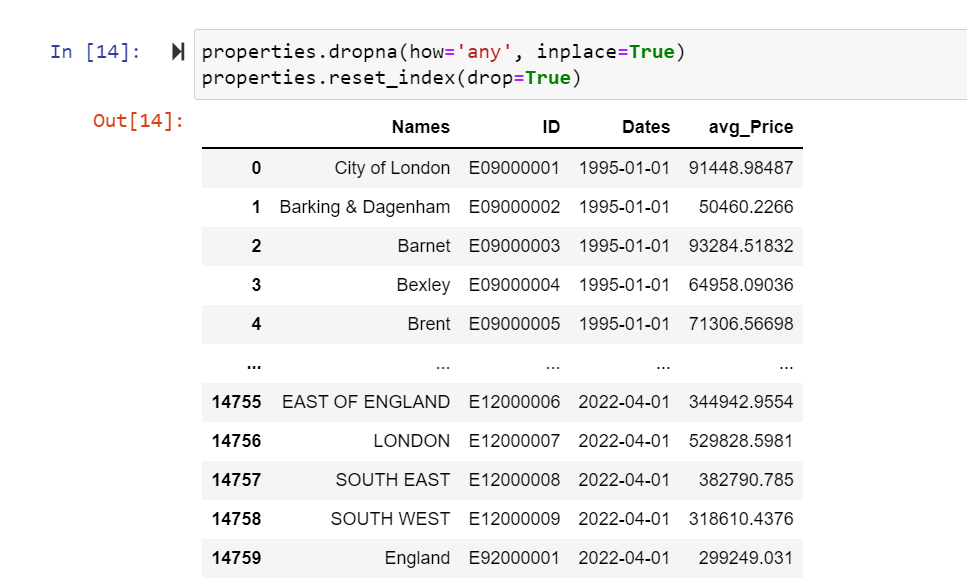 In [14]: properties.dropna(how='any', inplace=True)
properties.reset_index(drop=True)
Out[14]:
Names ID Dates avg_Price
0 City of London E09000001 1995-01-01 91448.98487
1 Barking & Dagenham E09000002 1995-01-01 50460.2266
2 Barnet E09000003 1995-01-01 93284.51832
3 Bexley E09000004 1995-01-01 64958.09036
4 Brent E09000005 1995-01-01 71306.56698
... ... ... ... ...
14755 EAST OF ENGLAND E12000006 2022-04-01 344942.9554
14756 LONDON E12000007 2022-04-01 529828.5981
14757 SOUTH EAST E12000008 2022-04-01 382790.785
14758 SOUTH WEST E12000009 2022-04-01 318610.4376
14759 England E92000001 2022-04-01 299249.031